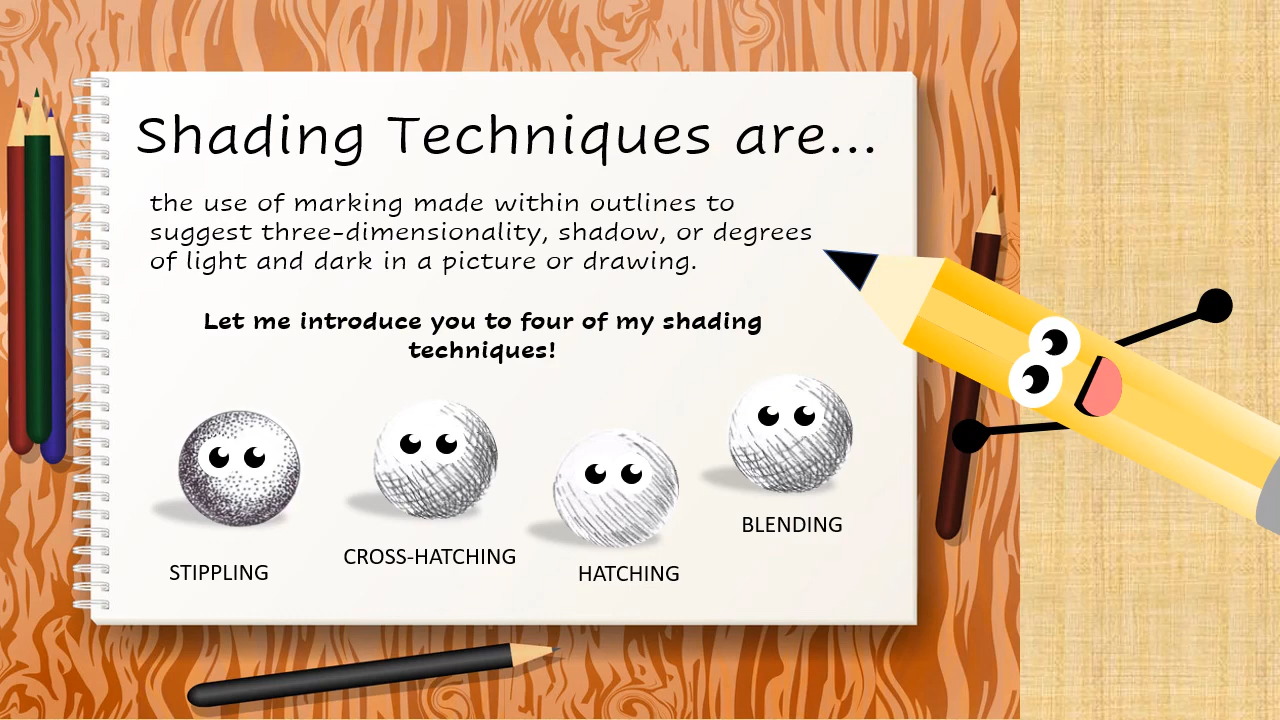 Shading Techniques are...
the use of marking made within outlines to
suggest three-dimensionality, shadow, or degrees
of light and dark in a picture or drawing.
Let me introduce you to four of my shading
techniques!
STIPPLING
CROSS-HATCHING
HATCHING
BLENDING